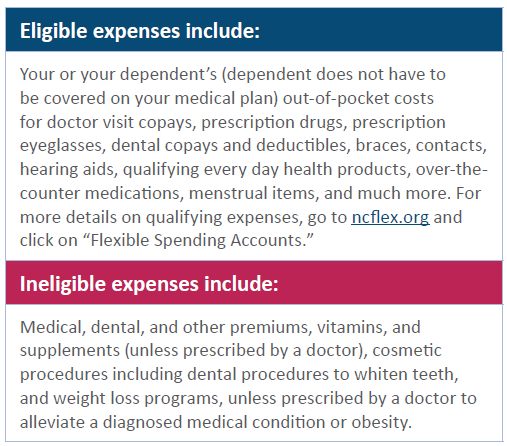 Eligible expenses include:
Your or your dependent's (dependent does not have to
be covered on your medical plan) out-of-pocket costs
for doctor visit copays, prescription drugs, prescription
eyeglasses, dental copays and deductibles, braces, contacts,
hearing aids, qualifying every day health products, over-the-
counter medications, menstrual items, and much more. For
more details on qualifying expenses, go to ncflex.org and
click on “Flexible Spending Accounts.”
Ineligible expenses include:
Medical, dental, and other premiums, vitamins, and
supplements (unless prescribed by a doctor), cosmetic
procedures including dental procedures to whiten teeth,
and weight loss programs, unless prescribed by a doctor to
alleviate a diagnosed medical condition or obesity.